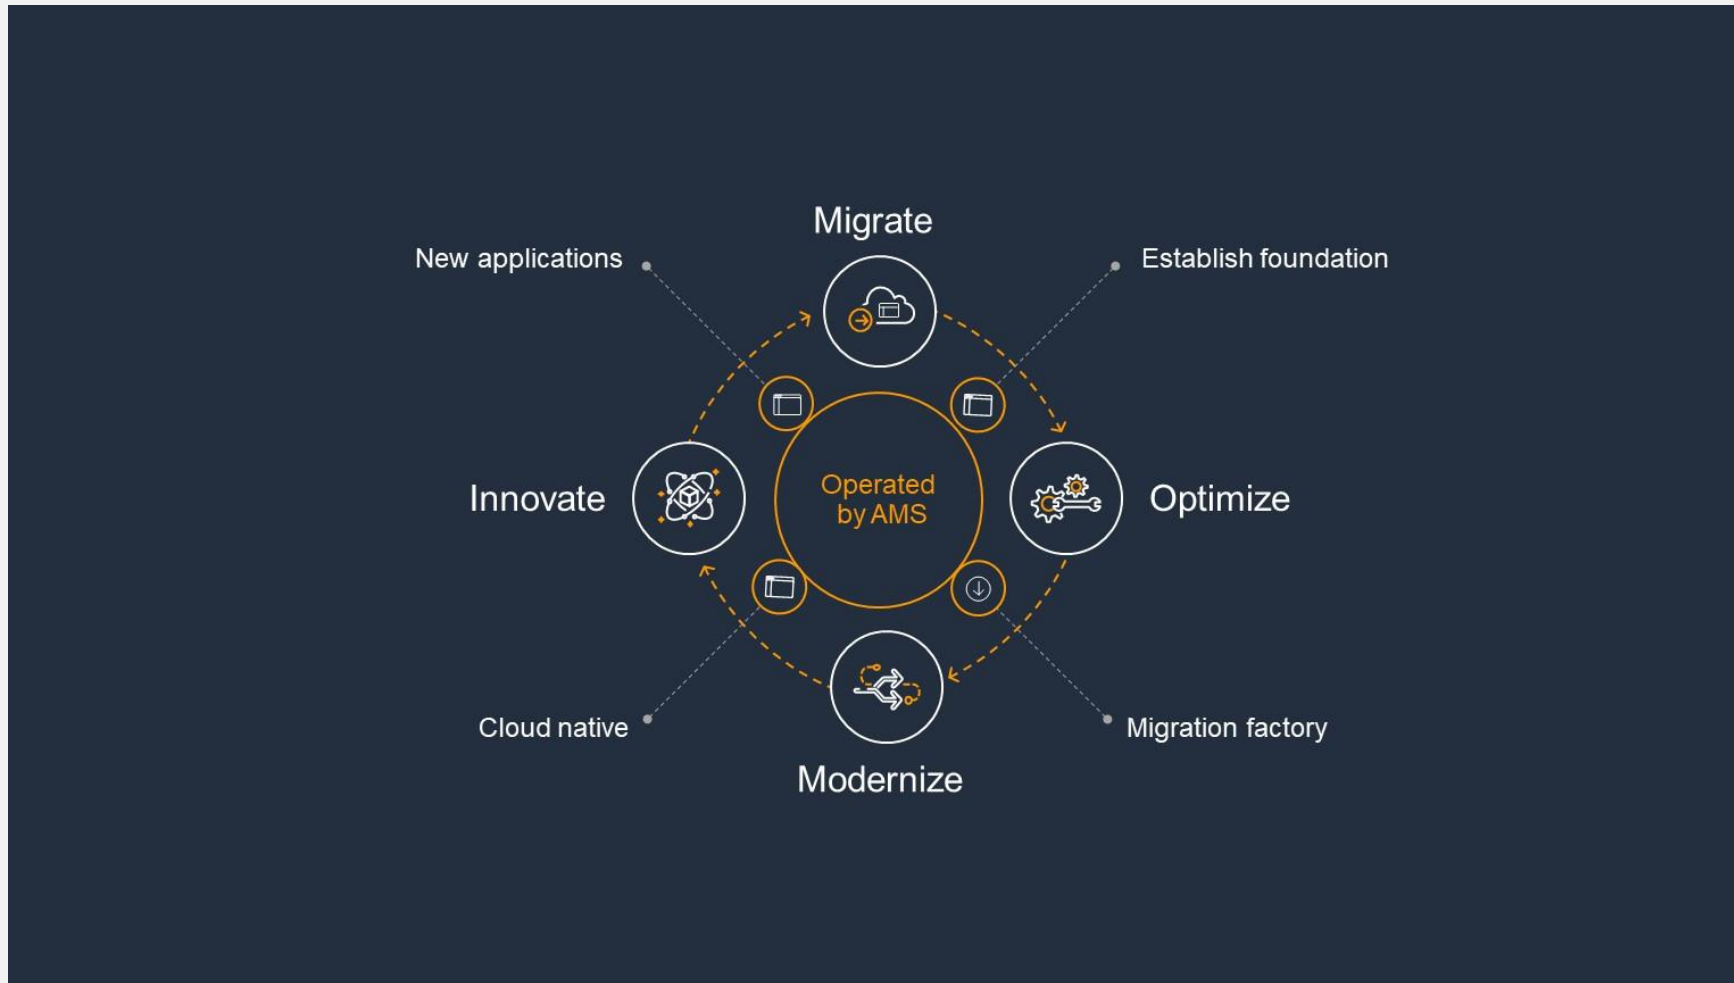 Migrate
New applications
Establish foundation
Innovate
Operated
by AMS
Optimize
Cloud native
Migration factory
Modernize